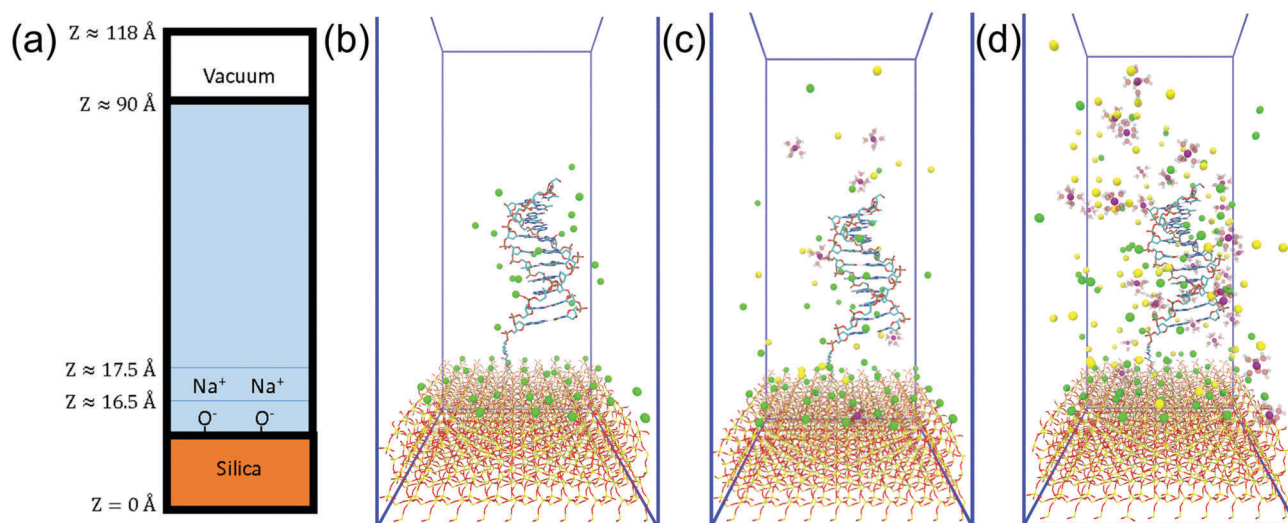 (a)
Z ≈ 118 Å
Vacuum
Z ≈ 90 Å
Z ≈ 17.5 Å
Na⁺ Na⁺
Z ≈ 16.5 Å
O⁻ O⁻
Silica
Z = 0 Å
(b)
(c)
(d)